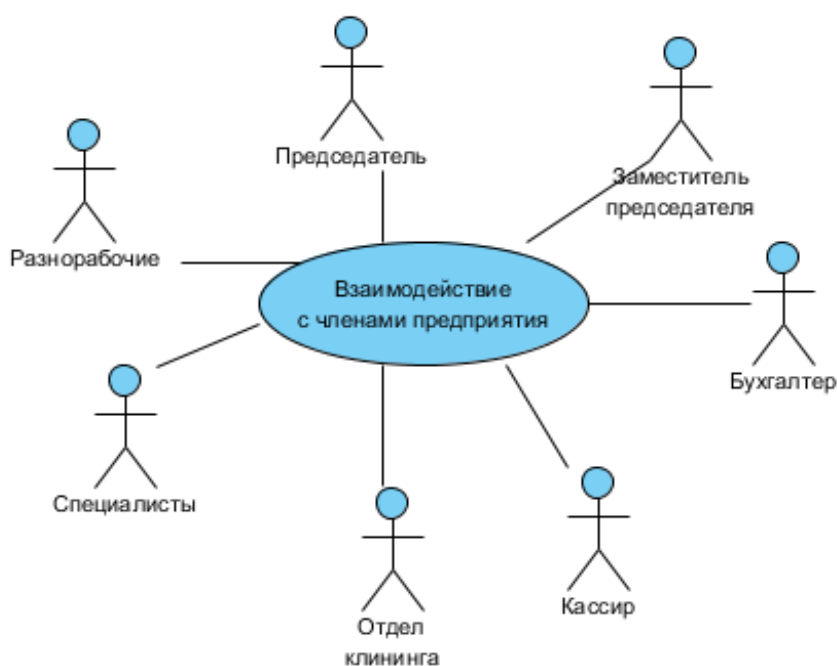 Председатель
Заместитель
председателя
Разнорабочие
Взаимодействие
с членами предприятия
Бухгалтер
Специалисты
Кассир
Отдел
клининга